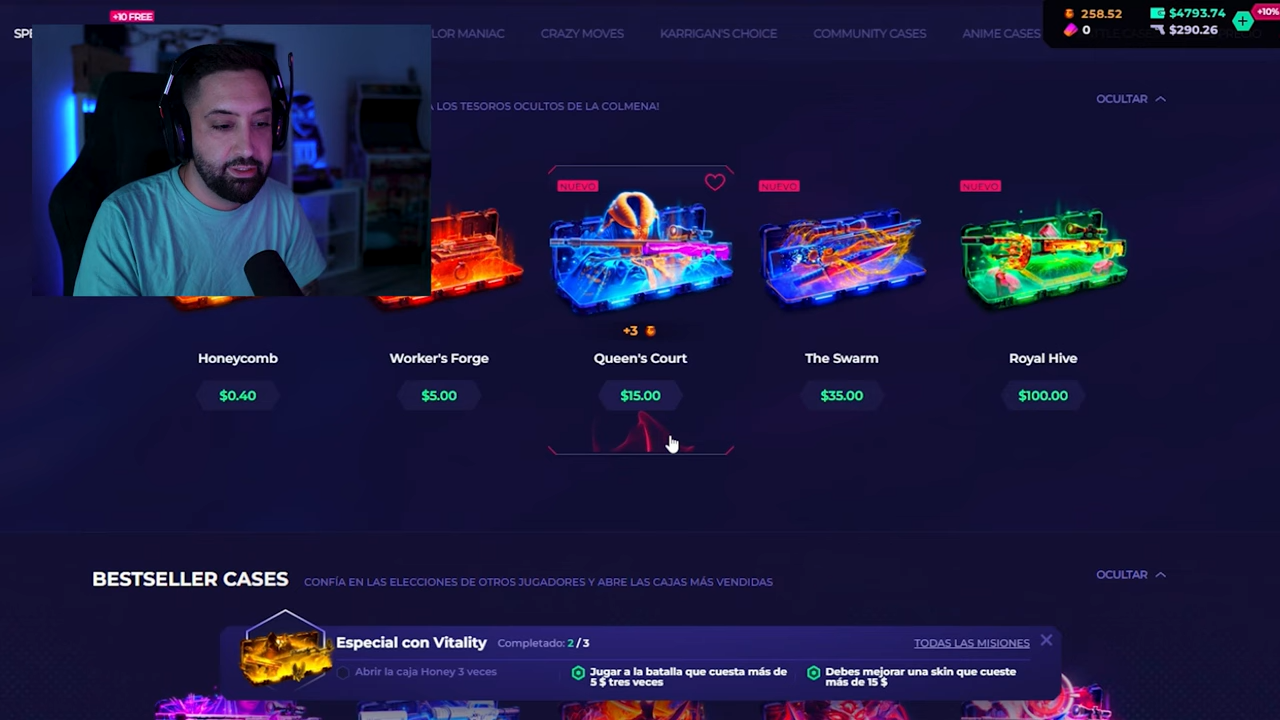 +10 FREE
LOR MANIAC
CRAZY MOVES
KARRIGAN'S CHOICE
COMMUNITY CASES
ANIME CASES
258.52
$4793.74
+10%
0
$290.26
A LOS TESOROS OCULTOS DE LA COLMENA!
OCULTAR
NUEVO
NUEVO
NUEVO
+3
Honeycomb
Worker's Forge
Queen's Court
The Swarm
Royal Hive
$0.40
$5.00
$15.00
$35.00
$100.00
BESTSELLER CASES
CONFÍA EN LAS ELECCIONES DE OTROS JUGADORES Y ABRE LAS CAJAS MÁS VENDIDAS
OCULTAR
Especial con Vitality
Completado: 2 / 3
TODAS LAS MISIONES
Abrir la caja Honey 3 veces
Jugar a la batalla que cuesta más de
5 $ tres veces
Debes mejorar una skin que cueste
más de 15 $